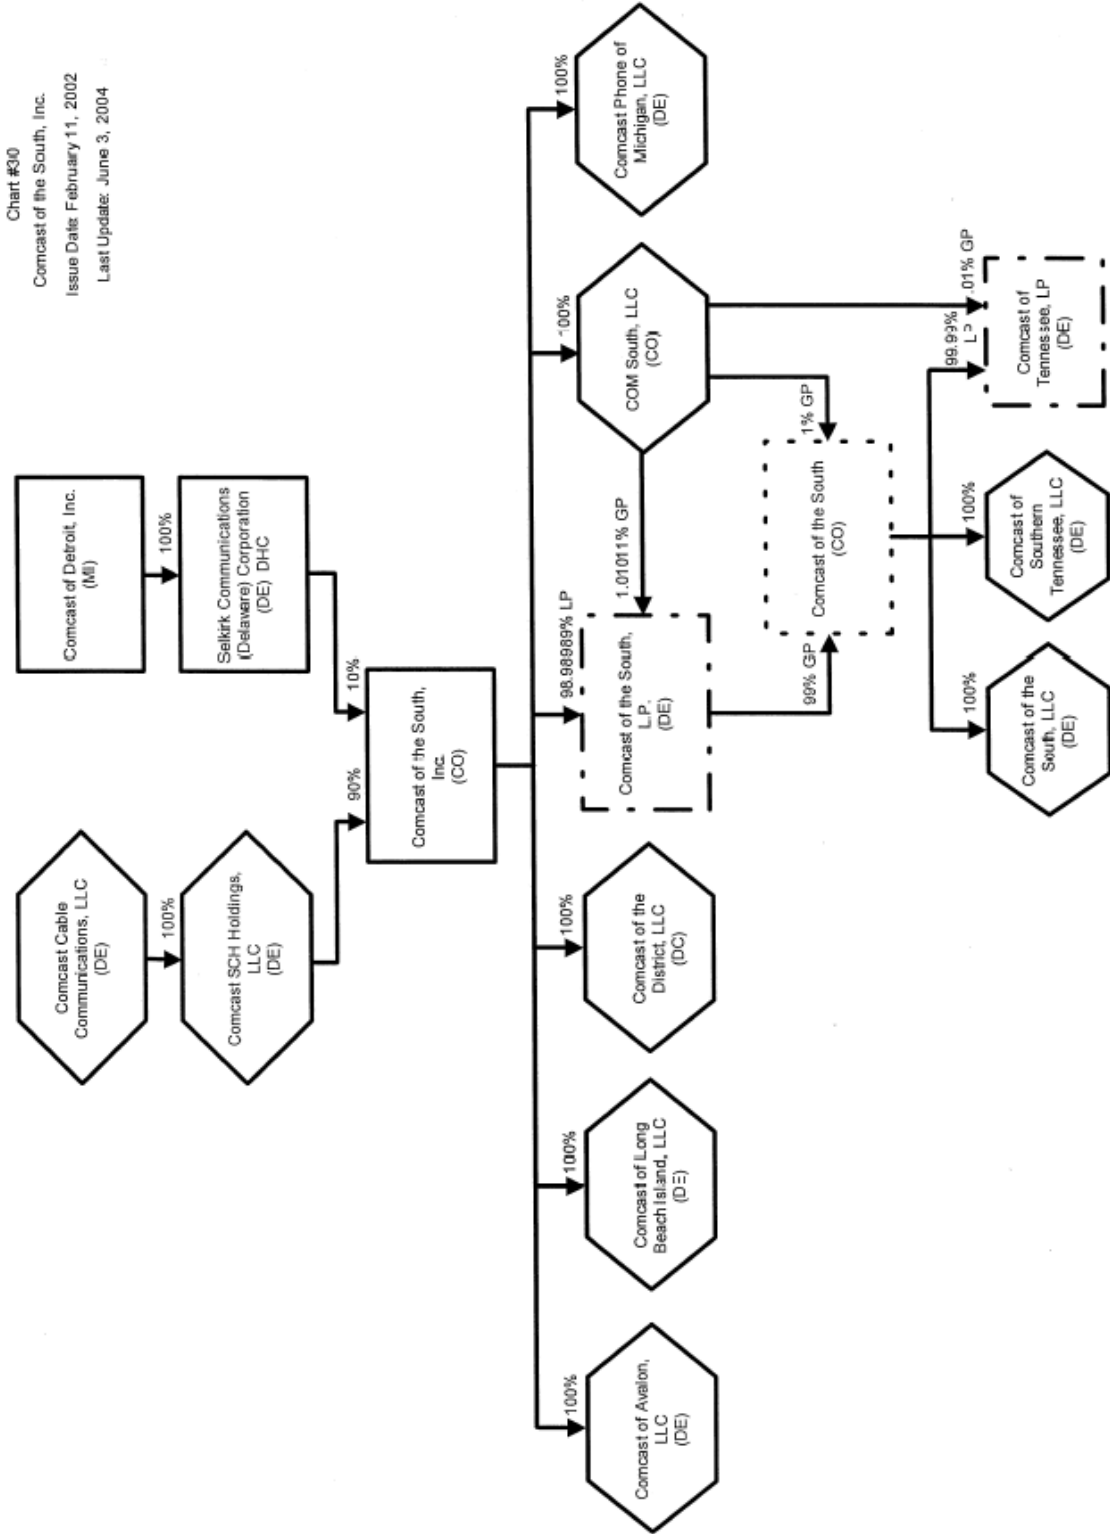 Chart #30
Comcast of the South, Inc.
Issue Date: February 11, 2002
Last Update: June 3, 2004
Comcast Cable
Communications, LLC
(DE)
100%
Comcast SCH Holdings,
LLC
(DE)
90%
Comcast of Detroit, Inc.
(MI)
100%
Selkirk Communications
(Delaware) Corporation
(DE) DHC
10%
Comcast of the South,
Inc.
(CO)
100%
Comcast of Avalon,
LLC
(DE)
100%
Comcast of Long
Beach Island, LLC
(DE)
100%
Comcast of the
District, LLC
(DC)
98.98989% LP
Comcast of the South,
L.P.
(DE)
1.01011% GP
100%
COM South, LLC
(CO)
100%
Comcast Phone of
Michigan, LLC
(DE)
99% GP
1% GP
Comcast of the South
(CO)
100%
Comcast of the
South, LLC
(DE)
100%
Comcast of
Southern
Tennessee, LLC
(DE)
99.99%
LP
.01% GP
Comcast of
Tennessee, LP
(DE)